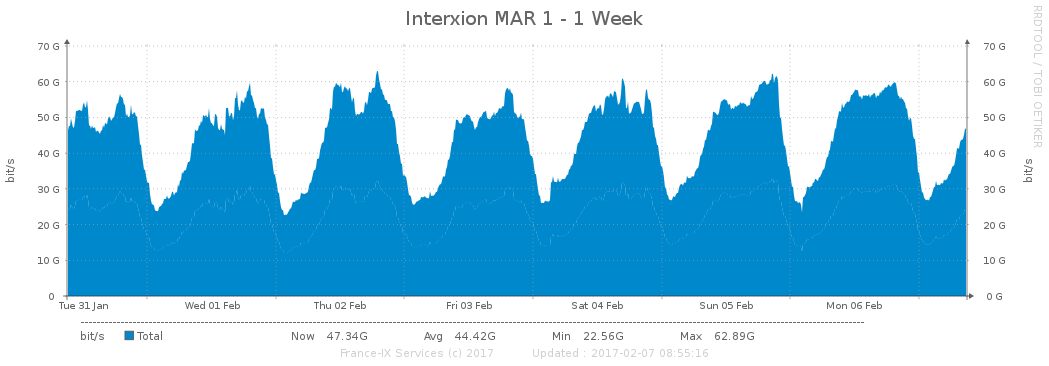 Interxion MAR 1 - 1 Week
RRDTOOL / TOBI OETIKER
bit/s
70 G
60 G
50 G
40 G
30 G
20 G
10 G
0
70 G
60 G
50 G
40 G
30 G
20 G
10 G
0 G
bit/s
Tue 31 Jan Wed 01 Feb Thu 02 Feb Fri 03 Feb Sat 04 Feb Sun 05 Feb Mon 06 Feb
bit/s Total Now 47.34G Avg 44.42G Min 22.56G Max 62.89G
France-IX Services (c) 2017 Updated : 2017-02-07 08:55:16